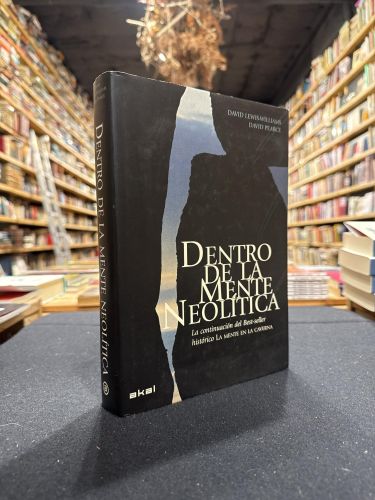 DAVID LEWIS-WILLIAMS
DAVID PEARCE
DENTRO
DE LA
MENTE
NEOLÍTICA
La continuación del Best-seller
histórico LA MENTE EN LA CAVERNA
akal
DENTRO DE LA MENTE NEOLÍTICA